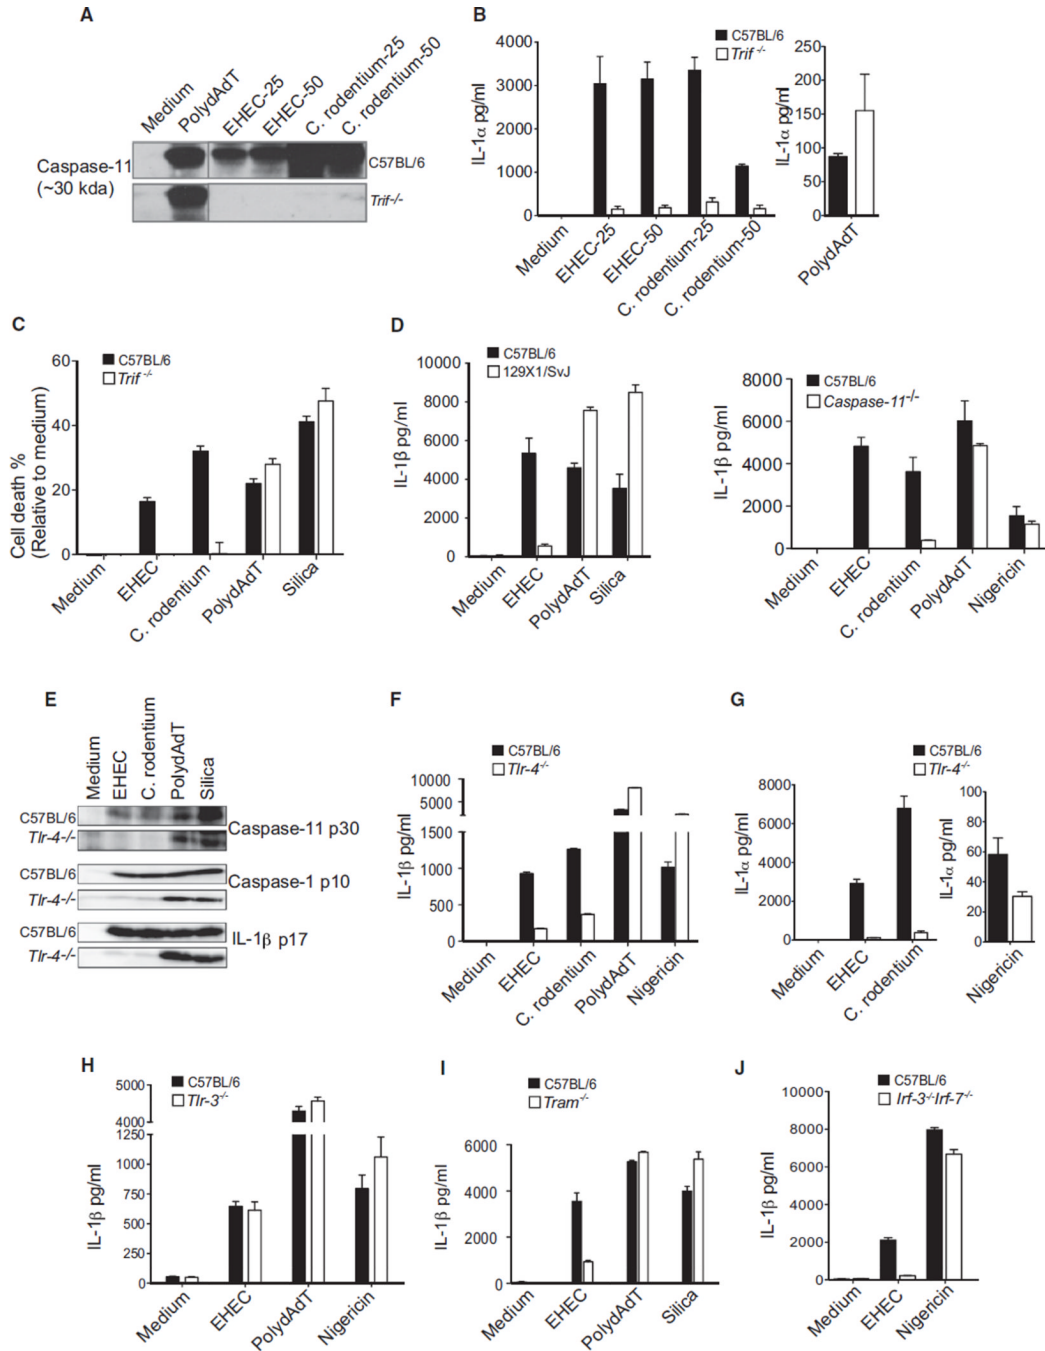 A
Medium
PolydAdT
EHEC-25
EHEC-50
C. rodentium-25
C. rodentium-50
Caspase-11
(~30 kda)
C57BL/6
Trif-/-
B
C57BL/6
Trif -/-
IL-1α pg/ml
4000
3000
2000
1000
0
Medium
EHEC-25
EHEC-50
C. rodentium-25
C. rodentium-50
IL-1α pg/ml
250
200
150
100
50
0
PolydAdT
C
C57BL/6
Trif -/-
Cell death %
(Relative to medium)
60
40
20
0
Medium
EHEC
C. rodentium
PolydAdT
Silica
D
C57BL/6
129X1/SvJ
IL-1β pg/ml
10000
8000
6000
4000
2000
0
Medium
EHEC
PolydAdT
Silica
C57BL/6
Caspase-11-/-
IL-1β pg/ml
8000
6000
4000
2000
0
Medium
EHEC
C. rodentium
PolydAdT
Nigericin
E
Medium
EHEC
C. rodentium
PolydAdT
Silica
C57BL/6
Tlr-4-/-
Caspase-11 p30
C57BL/6
Tlr-4-/-
Caspase-1 p10
C57BL/6
Tlr-4-/-
IL-1β p17
F
C57BL/6
Tlr-4-/-
IL-1β pg/ml
10000
5000
1500
1000
500
0
Medium
EHEC
C. rodentium
PolydAdT
Nigericin
G
C57BL/6
Tlr-4-/-
IL-1α pg/ml
8000
6000
4000
2000
0
Medium
EHEC
C. rodentium
IL-1α pg/ml
100
80
60
40
20
0
Nigericin
H
C57BL/6
Tlr-3-/-
IL-1β pg/ml
5000
4000
1250
1000
750
500
250
0
Medium
EHEC
PolydAdT
Nigericin
I
C57BL/6
Tram-/-
IL-1β pg/ml
6000
4000
2000
0
Medium
EHEC
PolydAdT
Silica
J
C57BL/6
Irf-3-/-Irf-7-/-
IL-1β pg/ml
10000
8000
6000
4000
2000
0
Medium
EHEC
Nigericin